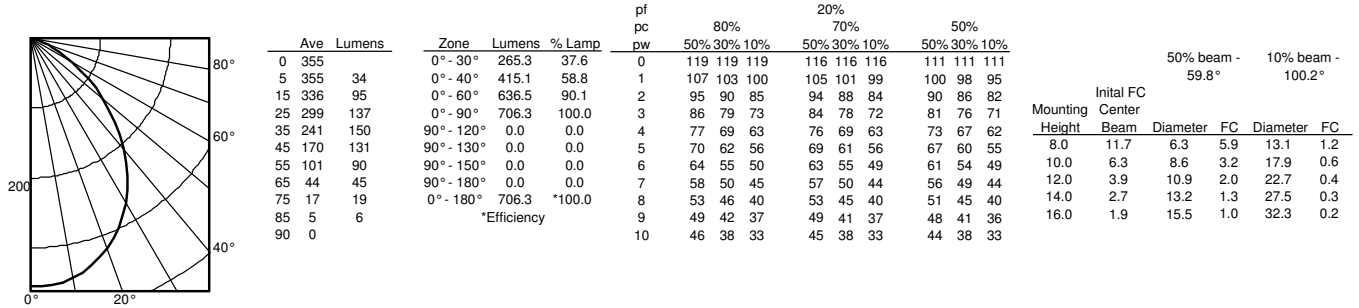 80°
60°
40°
20°
0°
200
Ave Lumens
0 355
5 355 34
15 336 95
25 299 137
35 241 150
45 170 131
55 101 90
65 44 45
75 17 19
85 5 6
90 0
Zone Lumens % Lamp
0° - 30° 265.3 37.6
0° - 40° 415.1 58.8
0° - 60° 636.5 90.1
0° - 90° 706.3 100.0
90° - 120° 0.0 0.0
90° - 130° 0.0 0.0
90° - 150° 0.0 0.0
90° - 180° 0.0 0.0
0° - 180° 706.3 *100.0
*Efficiency
pf 20%
pc 80% 70% 50%
pw 50% 30% 10% 50% 30% 10% 50% 30% 10%
0 119 119 119 116 116 116 111 111 111
1 107 103 100 105 101 99 100 98 95
2 95 90 85 94 88 84 90 86 82
3 86 79 73 84 78 72 81 76 71
4 77 69 63 76 69 63 73 67 62
5 70 62 56 69 61 56 67 60 55
6 64 55 50 63 55 49 61 54 49
7 58 50 45 57 50 44 56 49 44
8 53 46 40 53 45 40 51 45 40
9 49 42 37 49 41 37 48 41 36
10 46 38 33 45 38 33 44 38 33
50% beam - 10% beam -
59.8° 100.2°
Inital FC
Mounting Center
Height Beam Diameter FC Diameter FC
8.0 11.7 6.3 5.9 13.1 1.2
10.0 6.3 8.6 3.2 17.9 0.6
12.0 3.9 10.9 2.0 22.7 0.4
14.0 2.7 13.2 1.3 27.5 0.3
16.0 1.9 15.5 1.0 32.3 0.2